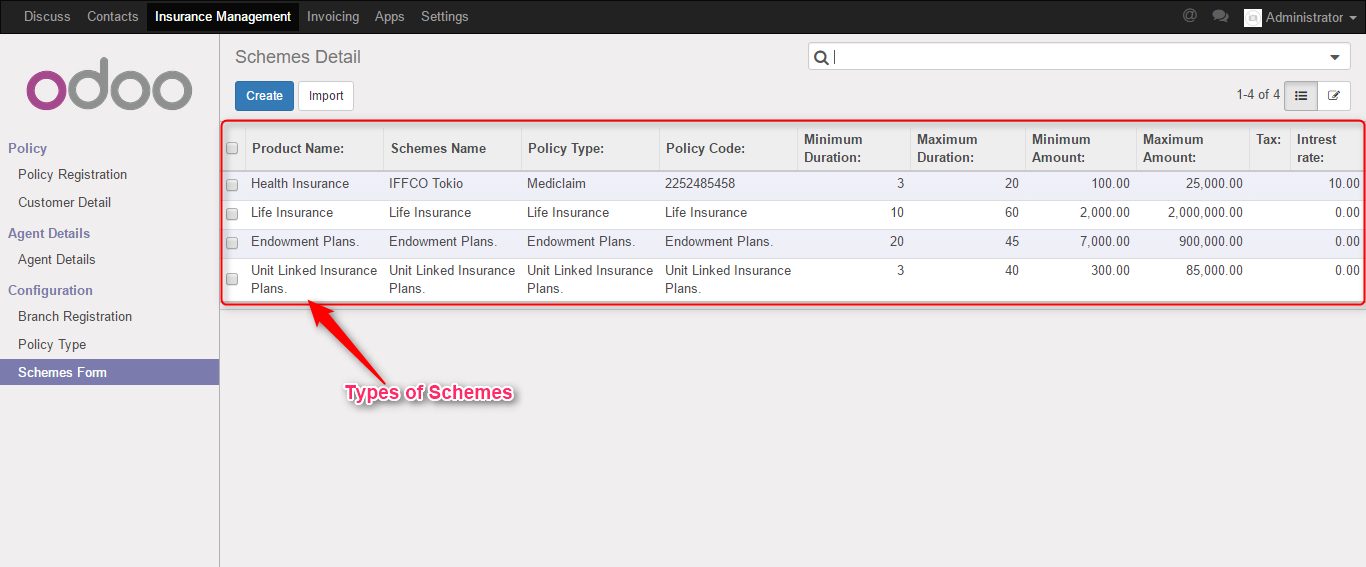 Discuss Contacts Insurance Management Invoicing Apps Settings @ Administrator
odoo
Policy
Policy Registration
Customer Detail
Agent Details
Agent Details
Configuration
Branch Registration
Policy Type
Schemes Form
Schemes Detail
Create Import 1-4 of 4
Product Name: Schemes Name Policy Type: Policy Code: Minimum Duration: Maximum Duration: Minimum Amount: Maximum Amount: Tax: Intrest rate:
Health Insurance IFFCO Tokio Mediclaim 2252485458 3 20 100.00 25,000.00 10.00
Life Insurance Life Insurance Life Insurance Life Insurance 10 60 2,000.00 2,000,000.00 0.00
Endowment Plans. Endowment Plans. Endowment Plans. Endowment Plans. 20 45 7,000.00 900,000.00 0.00
Unit Linked Insurance Unit Linked Insurance Unit Linked Insurance Unit Linked Insurance 3 40 300.00 85,000.00 0.00
Plans. Plans. Plans. Plans.
Types of Schemes